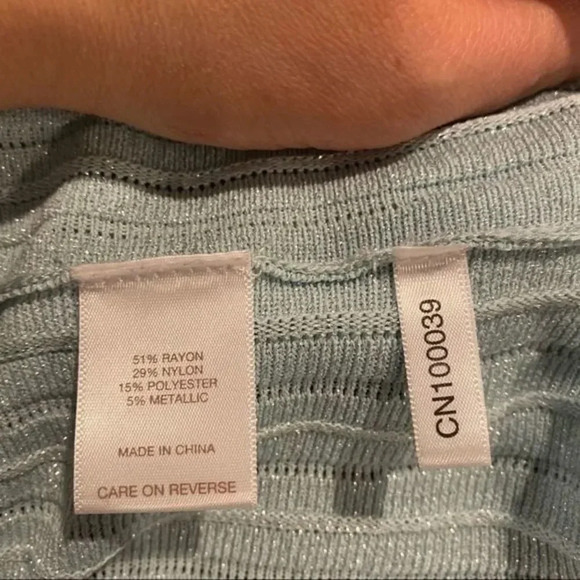 51% RAYON
29% NYLON
15% POLYESTER
5% METALLIC
MADE IN CHINA
CARE ON REVERSE
CN100039